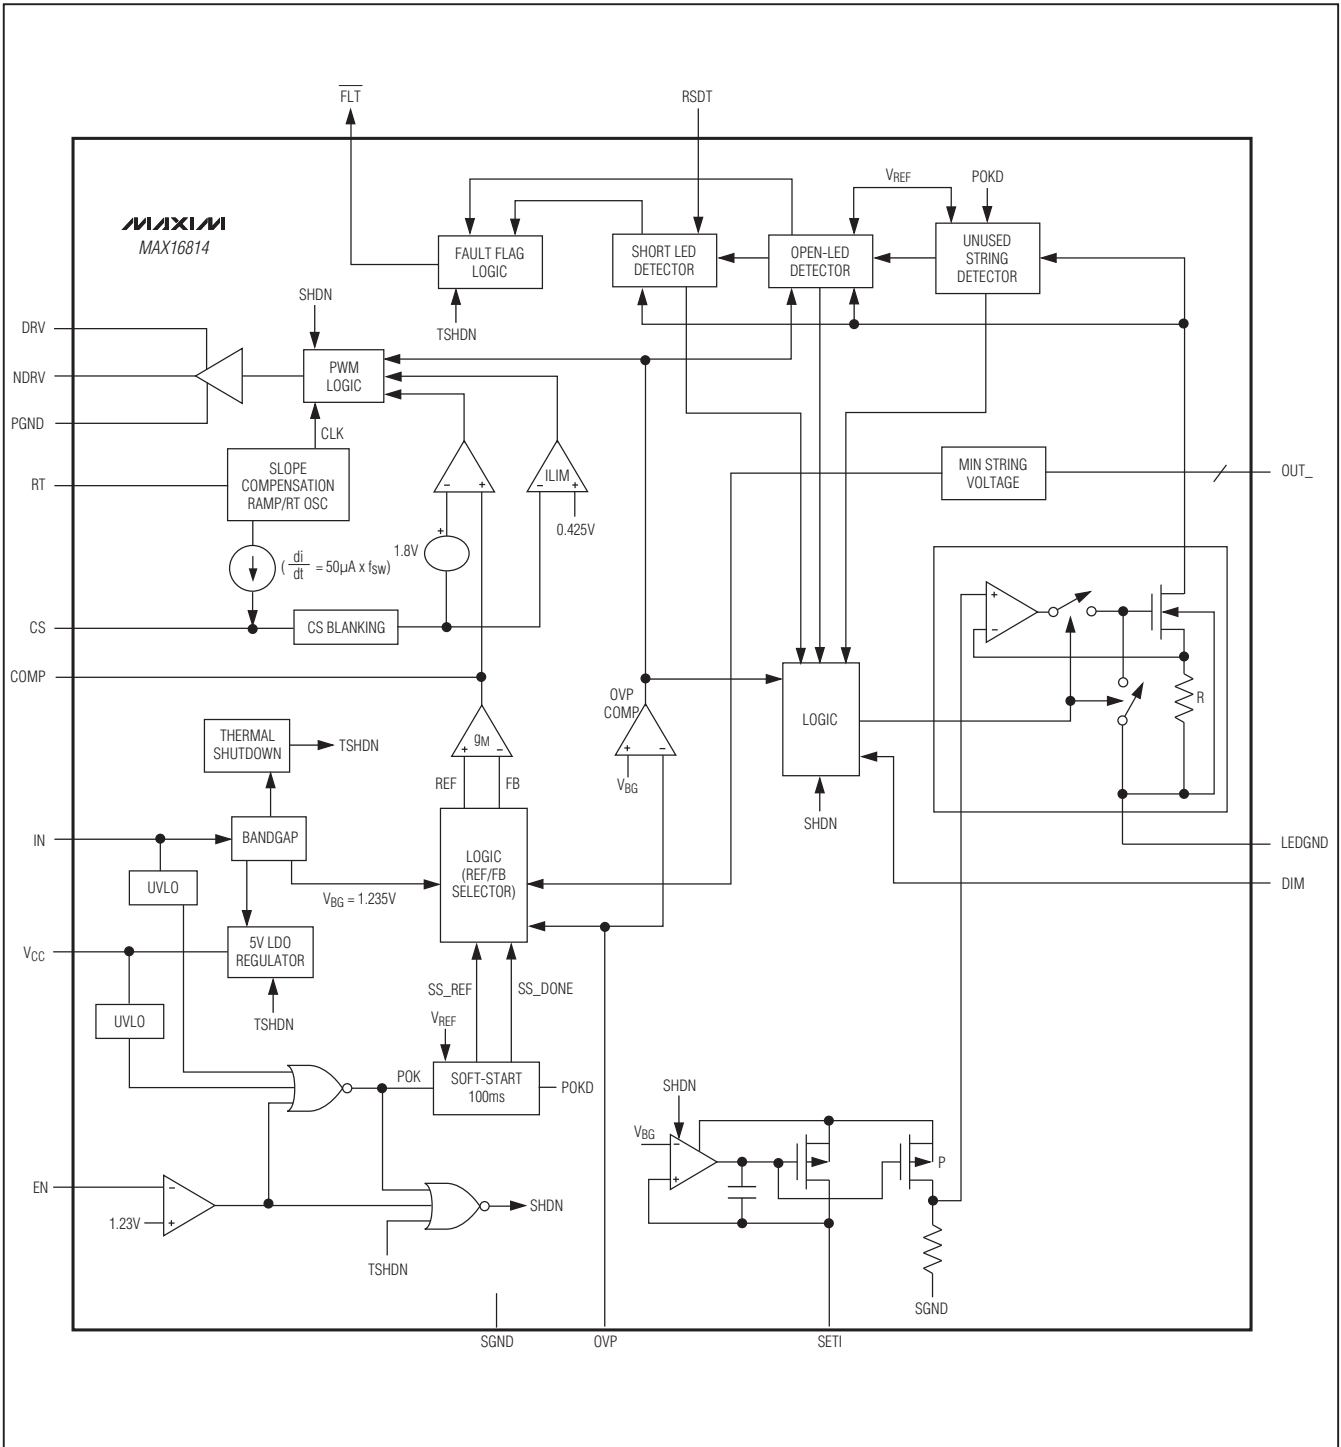 FLT
RSDT
VREF
POKD
MAXIM
MAX16814
FAULT FLAG
LOGIC
SHORT LED
DETECTOR
OPEN-LED
DETECTOR
UNUSED
STRING
DETECTOR
SHDN
TSHDN
DRV
NDRV
PGND
PWM
LOGIC
CLK
RT
SLOPE
COMPENSATION
RAMP/RT OSC
ILIM
MIN STRING
VOLTAGE
OUT_
- +
- +
0.425V
+
1.8V
( di
dt = 50µA x fSW)
CS
CS BLANKING
+
-
R
COMP
OVP
COMP
LOGIC
gM
+ -
+ -
THERMAL
SHUTDOWN
TSHDN
REF
FB
VBG
SHDN
IN
BANDGAP
LOGIC
(REF/FB
SELECTOR)
LEDGND
UVLO
VBG = 1.235V
DIM
VCC
5V LDO
REGULATOR
SS_REF
SS_DONE
UVLO
TSHDN
VREF
POK
SOFT-START
100ms
POKD
SHDN
VBG
-
+
P
EN
-
1.23V
+
SHDN
TSHDN
SGND
SGND
OVP
SETI